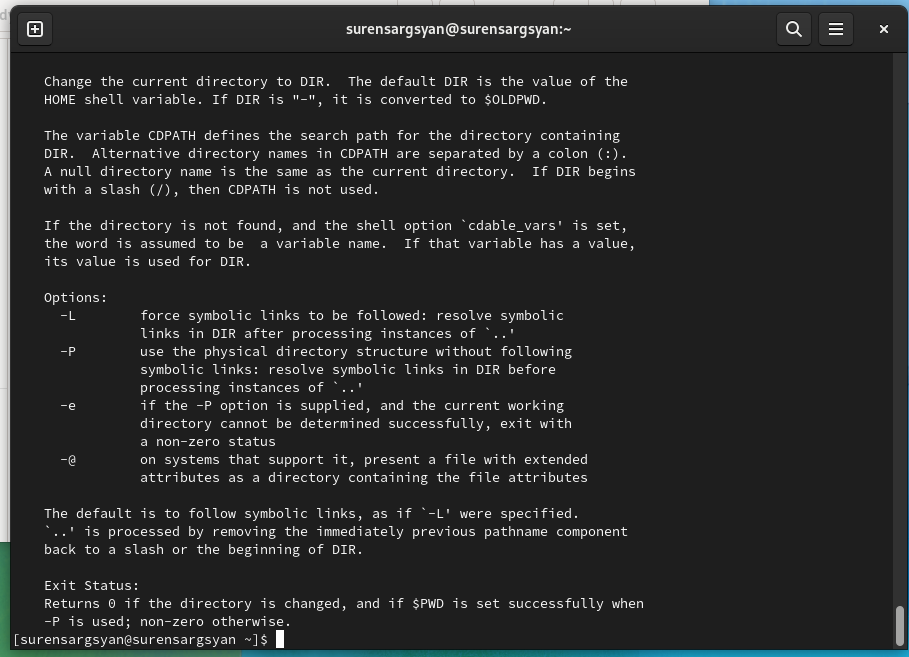 surensargsyan@surensargsyan:~
Change the current directory to DIR.  The default DIR is the value of the
HOME shell variable. If DIR is "-", it is converted to $OLDPWD.
The variable CDPATH defines the search path for the directory containing
DIR.  Alternative directory names in CDPATH are separated by a colon (:).
A null directory name is the same as the current directory.  If DIR begins
with a slash (/), then CDPATH is not used.
If the directory is not found, and the shell option `cdable_vars' is set,
the word is assumed to be  a variable name.  If that variable has a value,
its value is used for DIR.
Options:
-L        force symbolic links to be followed: resolve symbolic
links in DIR after processing instances of `..'
-P        use the physical directory structure without following
symbolic links: resolve symbolic links in DIR before
processing instances of `..'
-e        if the -P option is supplied, and the current working
directory cannot be determined successfully, exit with
a non-zero status
-@        on systems that support it, present a file with extended
attributes as a directory containing the file attributes
The default is to follow symbolic links, as if `-L' were specified.
`..' is processed by removing the immediately previous pathname component
back to a slash or the beginning of DIR.
Exit Status:
Returns 0 if the directory is changed, and if $PWD is set successfully when
-P is used; non-zero otherwise.
[surensargsyan@surensargsyan ~]$